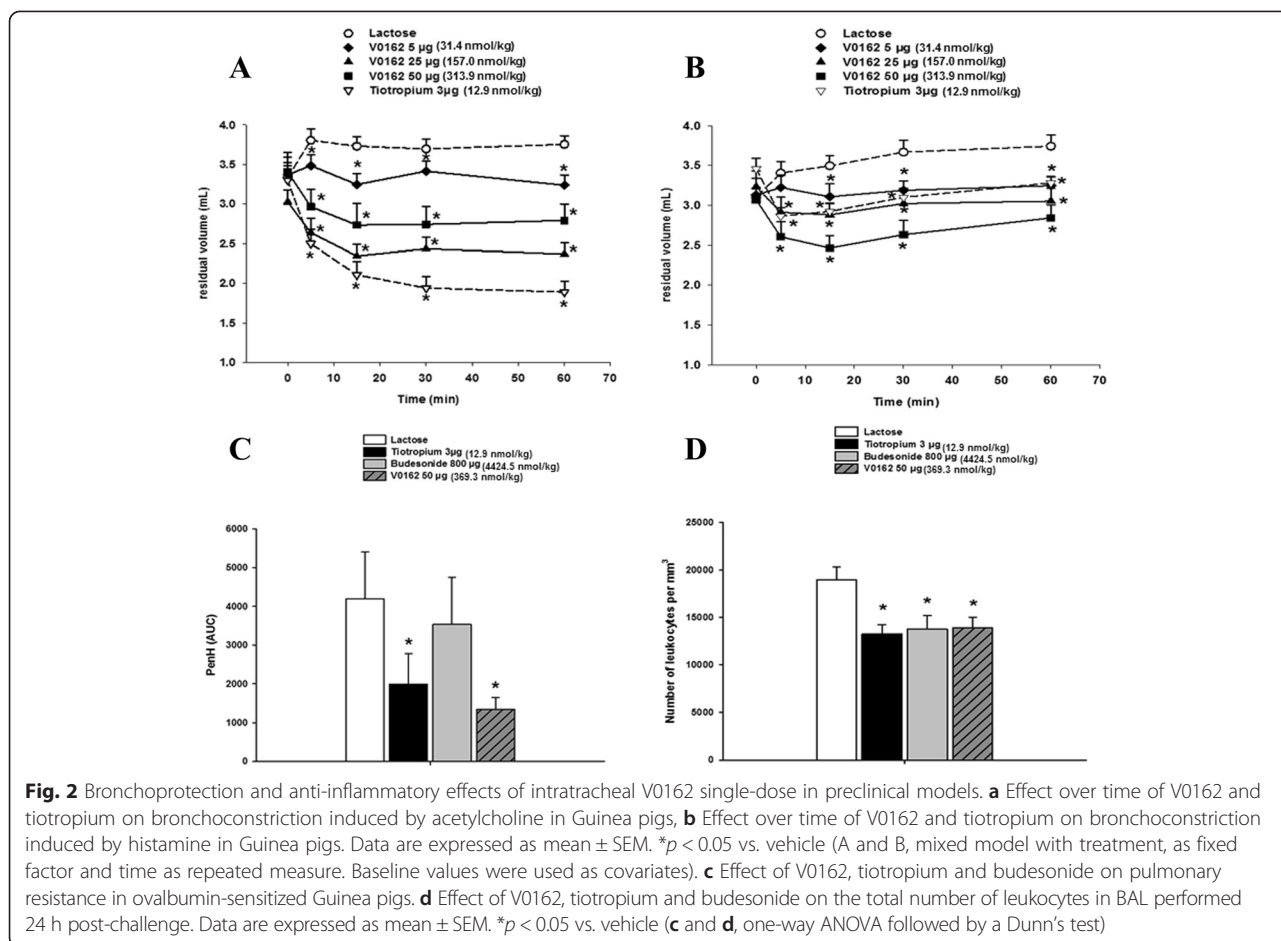 A
Lactose
V0162 5 µg (31.4 nmol/kg)
V0162 25 µg (157.0 nmol/kg)
V0162 50 µg (313.9 nmol/kg)
Tiotropium 3µg (12.9 nmol/kg)
4.0
3.5
3.0
2.5
2.0
1.5
1.0
residual volume (mL)
* * * *
* * * *
* * * *
* * * *
0 10 20 30 40 50 60 70
Time (min)
B
Lactose
V0162 5 µg (31.4 nmol/kg)
V0162 25 µg (157.0 nmol/kg)
V0162 50 µg (313.9 nmol/kg)
Tiotropium 3µg (12.9 nmol/kg)
4.0
3.5
3.0
2.5
2.0
1.5
1.0
residual volume (mL)
* * *
* * * *
* * * *
* * * *
0 10 20 30 40 50 60 70
Time (min)
C
Lactose
Tiotropium 3µg (12.9 nmol/kg)
Budesonide 800 µg (4424.5 nmol/kg)
V0162 50 µg (369.3 nmol/kg)
6000
5000
4000
3000
2000
1000
0
PenH (AUC)
* *
D
Lactose
Tiotropium 3 µg (12.9 nmol/kg)
Budesonide 800 µg (4424.5 nmol/kg)
V0162 50 µg (369.3 nmol/kg)
25000
20000
15000
10000
5000
0
Number of leukocytes per mm³
* * *
Fig. 2 Bronchoprotection and anti-inflammatory effects of intratracheal V0162 single-dose in preclinical models. a Effect over time of V0162 and
tiotropium on bronchoconstriction induced by acetylcholine in Guinea pigs, b Effect over time of V0162 and tiotropium on bronchoconstriction
induced by histamine in Guinea pigs. Data are expressed as mean ± SEM. *p < 0.05 vs. vehicle (A and B, mixed model with treatment, as fixed
factor and time as repeated measure. Baseline values were used as covariates). c Effect of V0162, tiotropium and budesonide on pulmonary
resistance in ovalbumin-sensitized Guinea pigs. d Effect of V0162, tiotropium and budesonide on the total number of leukocytes in BAL performed
24 h post-challenge. Data are expressed as mean ± SEM. *p < 0.05 vs. vehicle (c and d, one-way ANOVA followed by a Dunn's test)